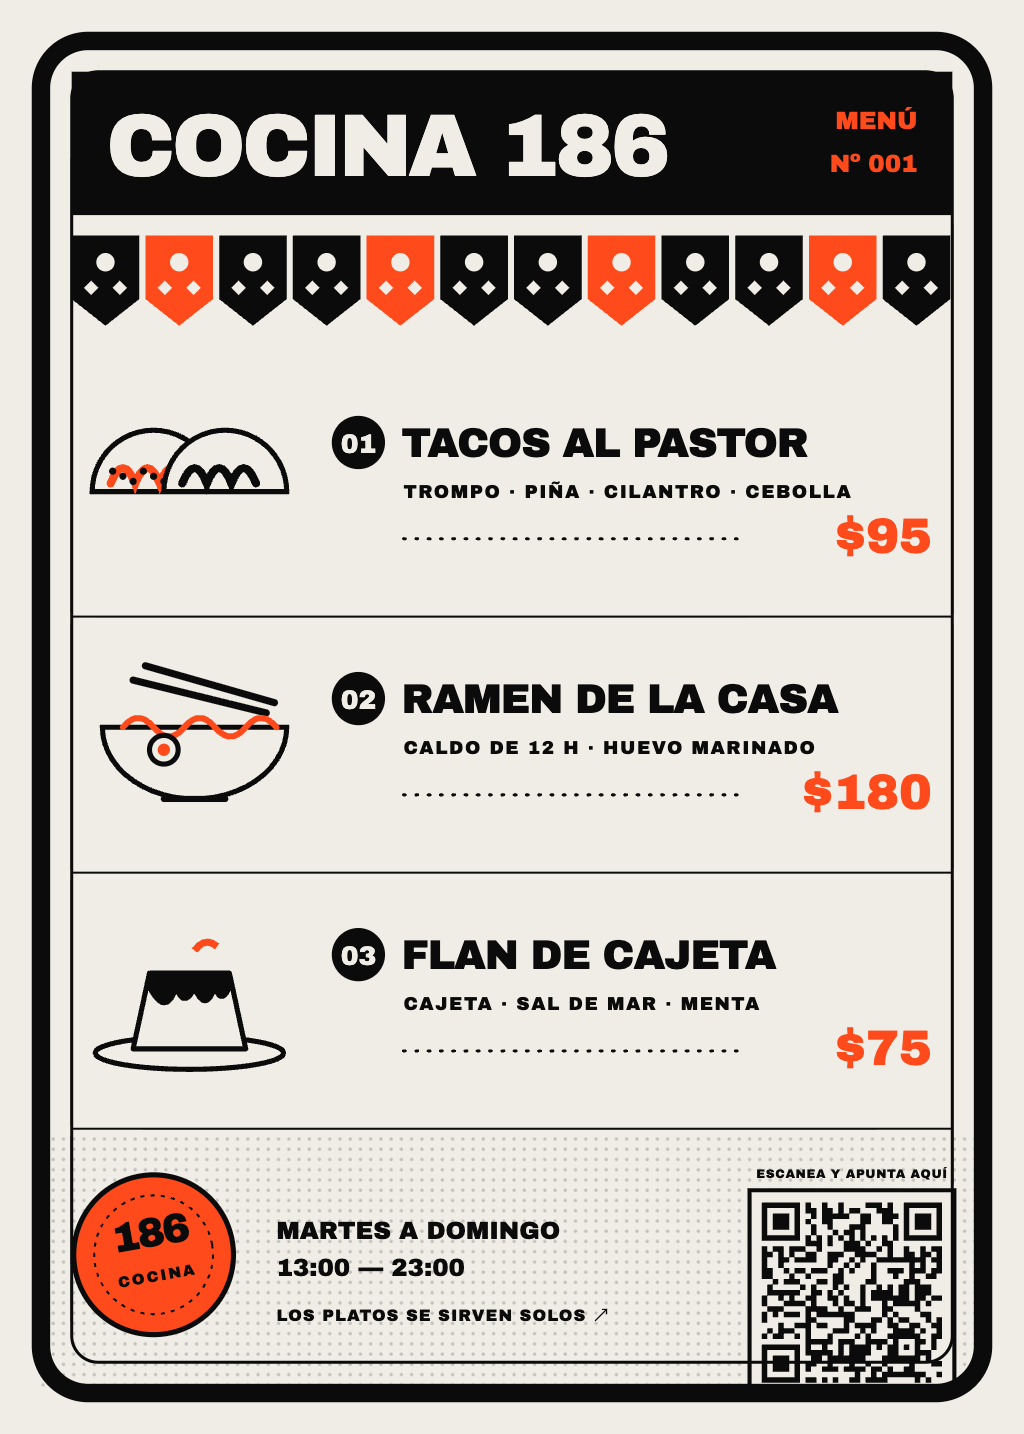 COCINA 186
MENÚ
Nº 001
01 TACOS AL PASTOR
TROMPO · PIÑA · CILANTRO · CEBOLLA
$95
02 RAMEN DE LA CASA
CALDO DE 12 H · HUEVO MARINADO
$180
03 FLAN DE CAJETA
CAJETA · SAL DE MAR · MENTA
$75
186
COCINA
MARTES A DOMINGO
13:00 — 23:00
LOS PLATOS SE SIRVEN SOLOS ↗
ESCANEA Y APUNTA AQUÍ